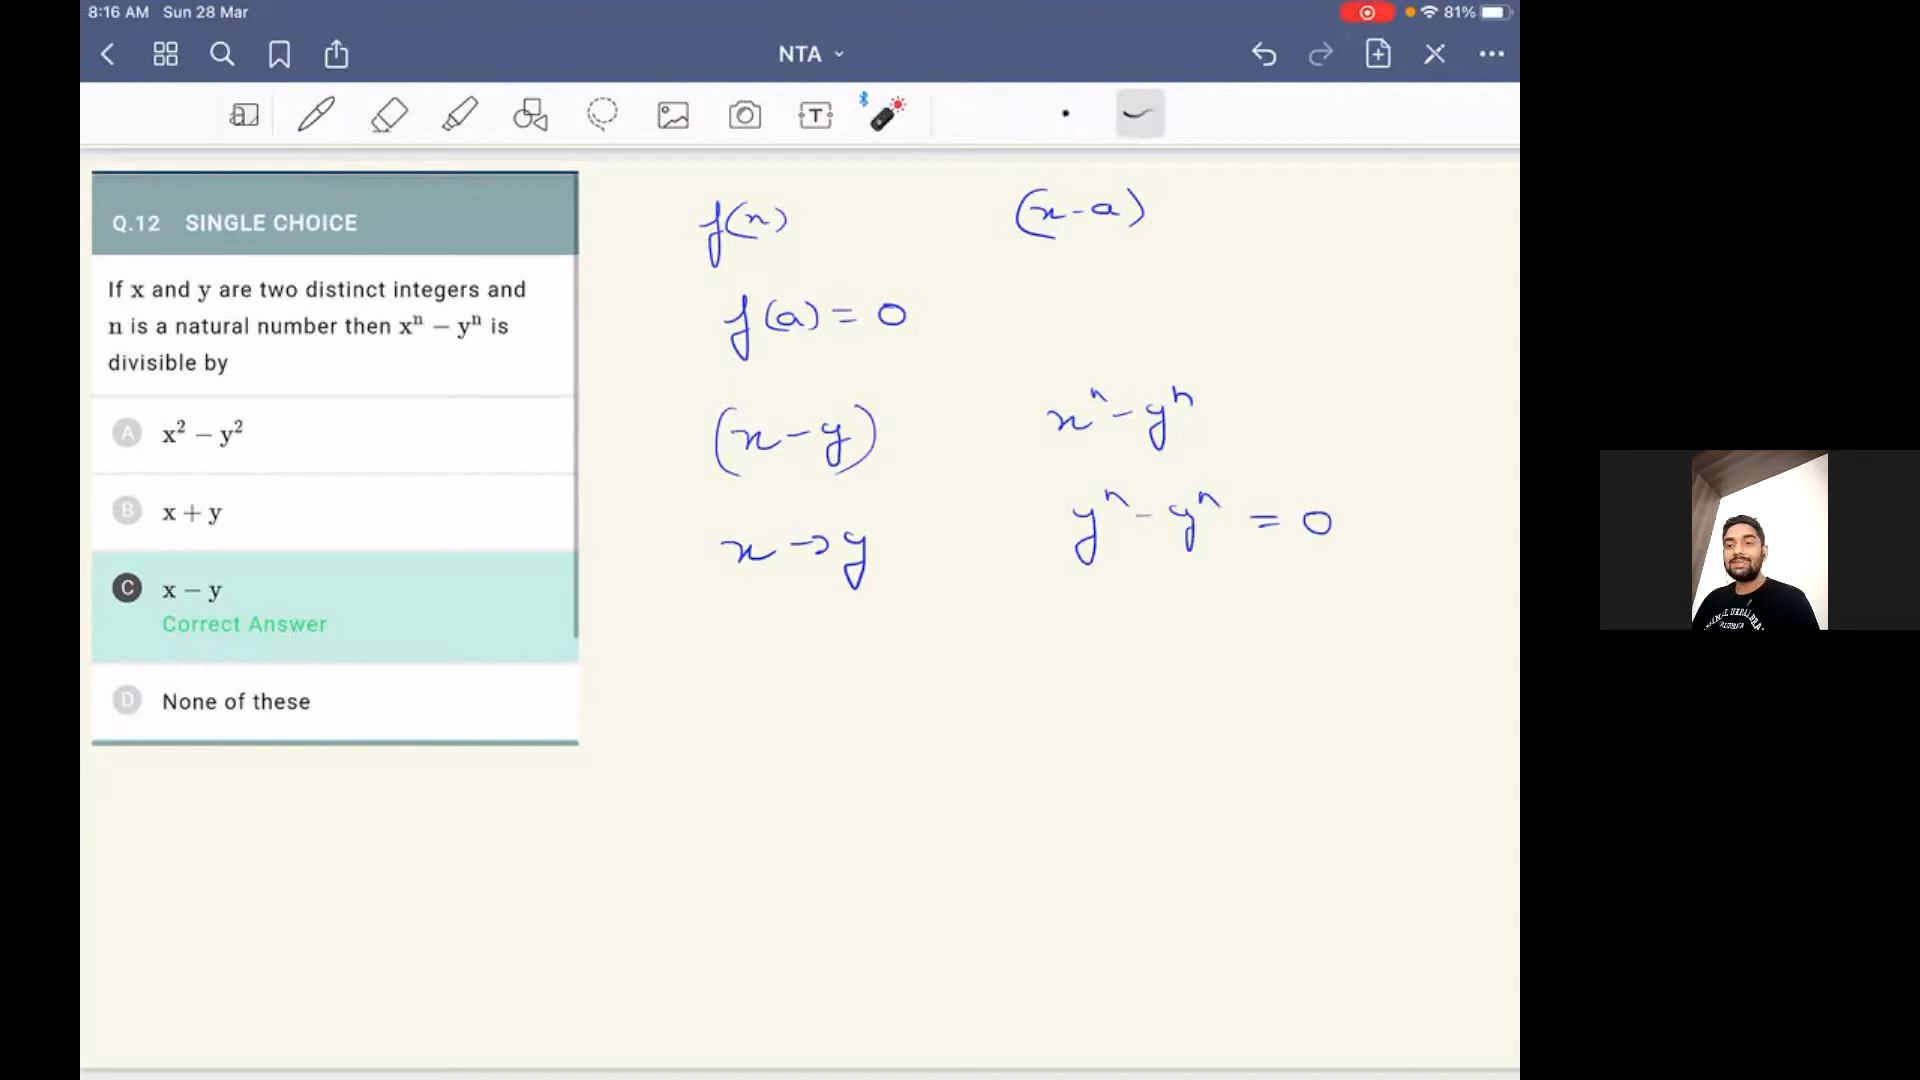 8:16 AM Sun 28 Mar
81%
NTA
T
Q.12 SINGLE CHOICE
If x and y are two distinct integers and
n is a natural number then xⁿ − yⁿ is
divisible by
A x² − y²
B x + y
C x − y
Correct Answer
D None of these
f(x) (x-a)
f(a) = 0
(x-y) xⁿ - yⁿ
x → y yⁿ - yⁿ = 0